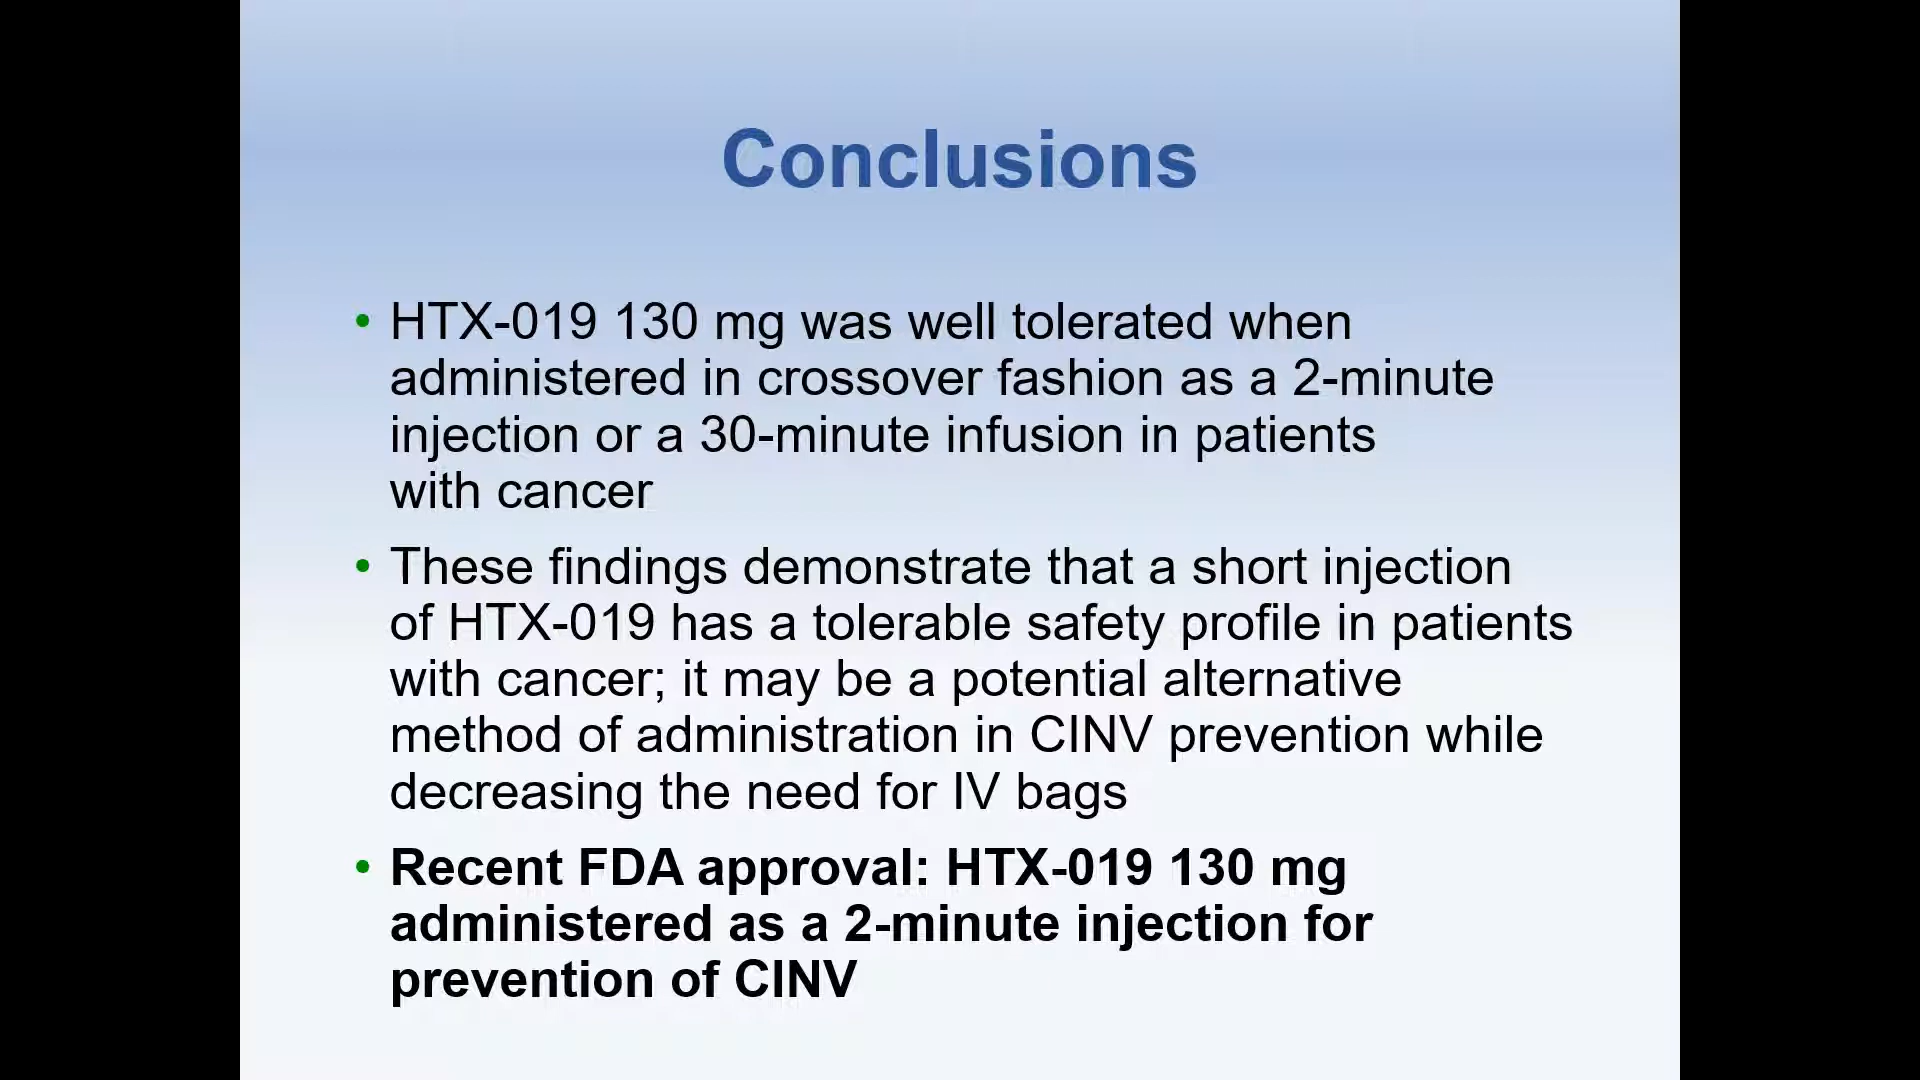 Conclusions
• HTX-019 130 mg was well tolerated when
administered in crossover fashion as a 2-minute
injection or a 30-minute infusion in patients
with cancer
• These findings demonstrate that a short injection
of HTX-019 has a tolerable safety profile in patients
with cancer; it may be a potential alternative
method of administration in CINV prevention while
decreasing the need for IV bags
• Recent FDA approval: HTX-019 130 mg
administered as a 2-minute injection for
prevention of CINV